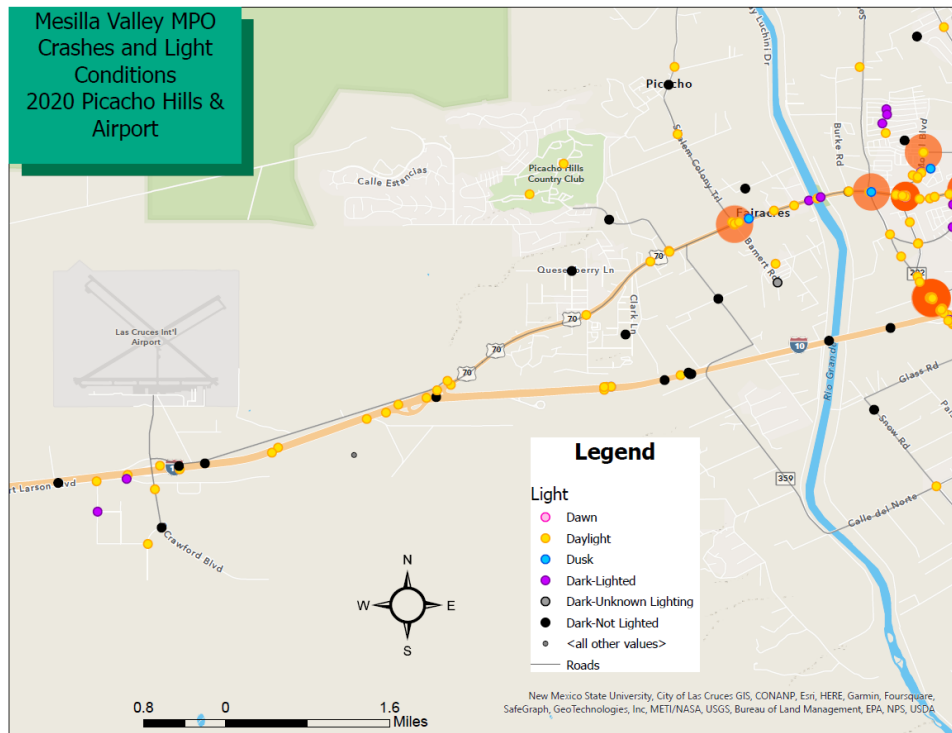 Mesilla Valley MPO
Crashes and Light
Conditions
2020 Picacho Hills &
Airport
Picacho
Burke Rd
Salem Colony Trl
Picacho Hills
Country Club
Calle Estancias
Fairacres
Bamert Rd
70
Quesenberry Ln
Clark Ln
70
70
70
10
Las Cruces Int'l
Airport
Glass Rd
Snow Rd
359
Calle del Norte
Crawford Blvd
Legend
Light
Dawn
Daylight
Dusk
Dark-Lighted
Dark-Unknown Lighting
Dark-Not Lighted
<all other values>
Roads
N
W
E
S
0.8
0
1.6
Miles
New Mexico State University, City of Las Cruces GIS, CONANP, Esri, HERE, Garmin, Foursquare,
SafeGraph, GeoTechnologies, Inc, METI/NASA, USGS, Bureau of Land Management, EPA, NPS, USDA